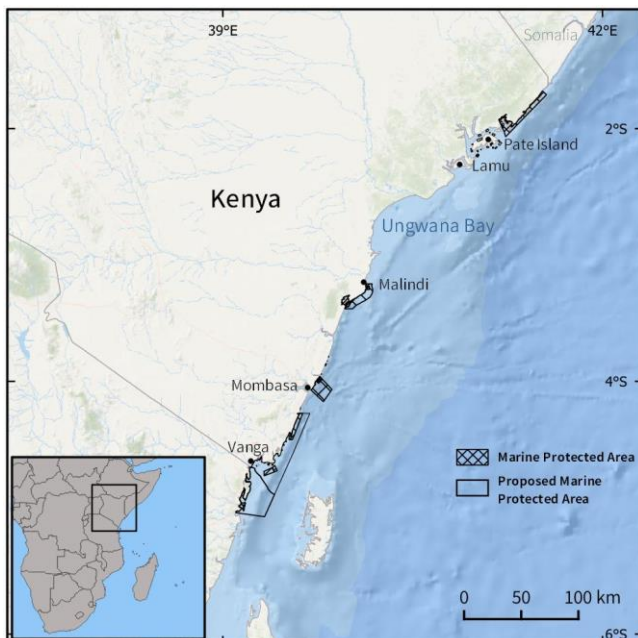 39°E
42°E
Somalia
2°S
Pate Island
Lamu
Kenya
Ungwana Bay
Malindi
4°S
Mombasa
Vanga
Marine Protected Area
Proposed Marine
Protected Area
0 50 100 km
6°S